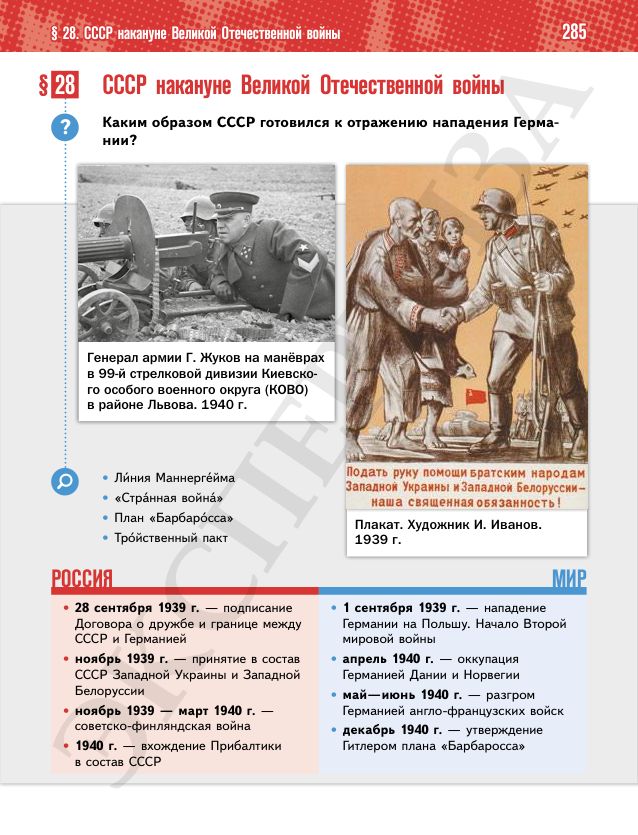 § 28. СССР накануне Великой Отечественной войны
285
§ 28
СССР накануне Великой Отечественной войны
?
Каким образом СССР готовился к отражению нападения Герма-
нии?
Генерал армии Г. Жуков на манёврах
в 99-й стрелковой дивизии Киевско-
го особого военного округа (КОВО)
в районе Львова. 1940 г.
Подать руку помощи братским народам
Западной Украины и Западной Белоруссии–
наша священная обязанность!
Плакат. Художник И. Иванов.
1939 г.
• Ли́ния Маннерге́йма
• «Стра́нная война́»
• План «Барбаро́сса»
• Тро́йственный пакт
РОССИЯ
• 28 сентября 1939 г. — подписание
Договора о дружбе и границе между
СССР и Германией
• ноябрь 1939 г. — принятие в состав
СССР Западной Украины и Западной
Белоруссии
• ноябрь 1939 — март 1940 г. —
советско-финляндская война
• 1940 г. — вхождение Прибалтики
в состав СССР
МИР
• 1 сентября 1939 г. — нападение
Германии на Польшу. Начало Второй
мировой войны
• апрель 1940 г. — оккупация
Германией Дании и Норвегии
• май—июнь 1940 г. — разгром
Германией англо-французских войск
• декабрь 1940 г. — утверждение
Гитлером плана «Барбаросса»